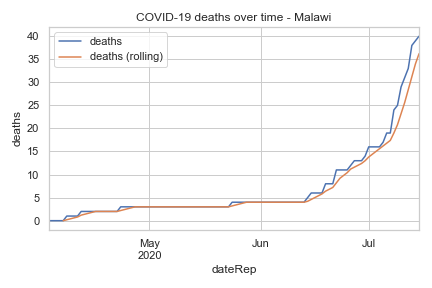 COVID-19 deaths over time - Malawi
deaths
deaths (rolling)
40
35
30
25
20
15
10
5
0
deaths
May
2020
Jun
Jul
dateRep